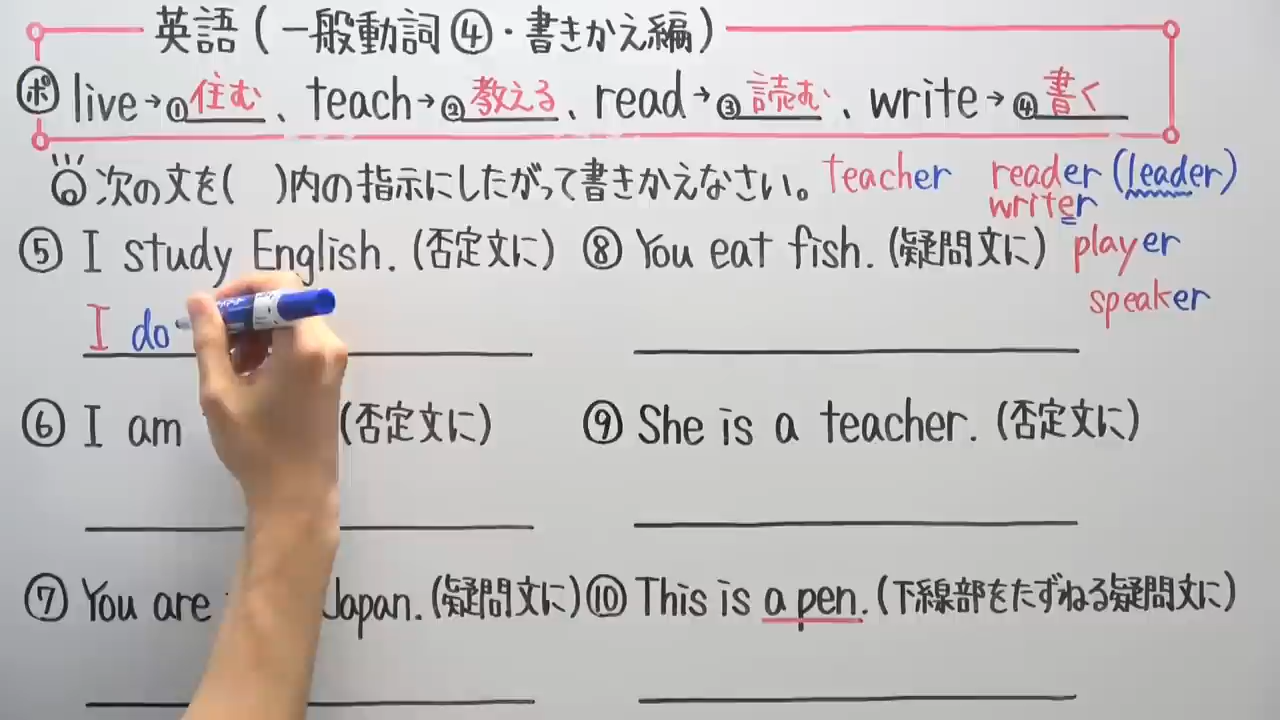 英語(一般動詞④・書きかえ編)
ポ live→①住む、teach→②教える、read→③読む、write→④書く
次の文を( )内の指示にしたがって書きかえなさい。
teacher reader (leader)
writer
player
speaker
⑤ I study English. (否定文に)
I do
⑥ I am (否定文に)
⑦ You are Japan. (疑問文に)
⑧ You eat fish. (疑問文に)
⑨ She is a teacher. (否定文に)
⑩ This is a pen. (下線部をたずねる疑問文に)